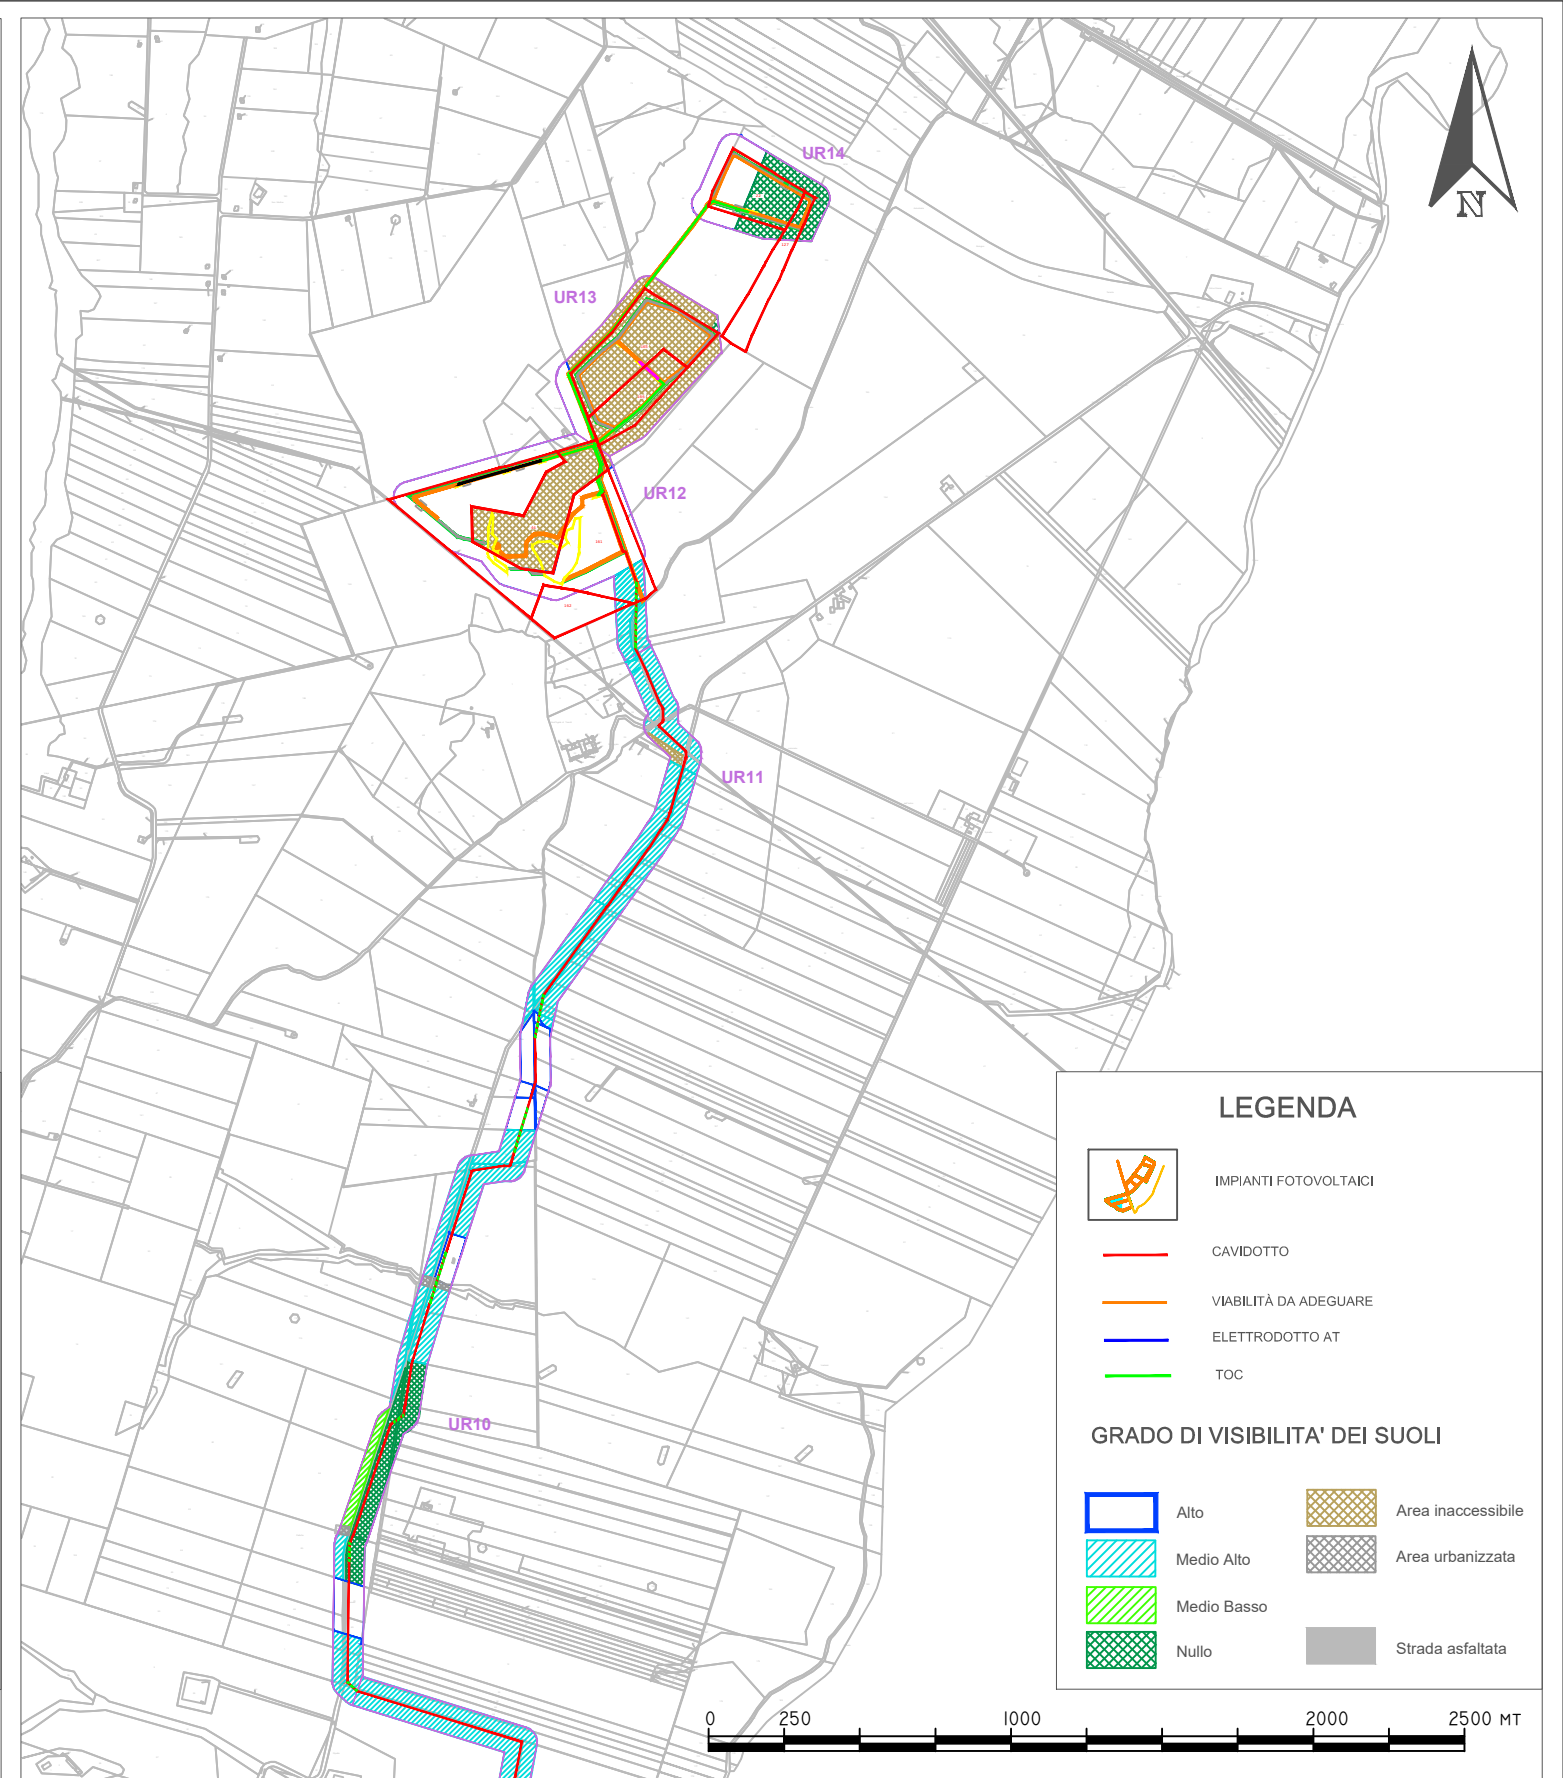 UR14
UR13
UR12
UR11
UR10
N
LEGENDA
IMPIANTI FOTOVOLTAICI
CAVIDOTTO
VIABILITÀ DA ADEGUARE
ELETTRODOTTO AT
TOC
GRADO DI VISIBILITA' DEI SUOLI
Alto
Area inaccessibile
Medio Alto
Area urbanizzata
Medio Basso
Nullo
Strada asfaltata
0 250 1000 2000 2500 MT